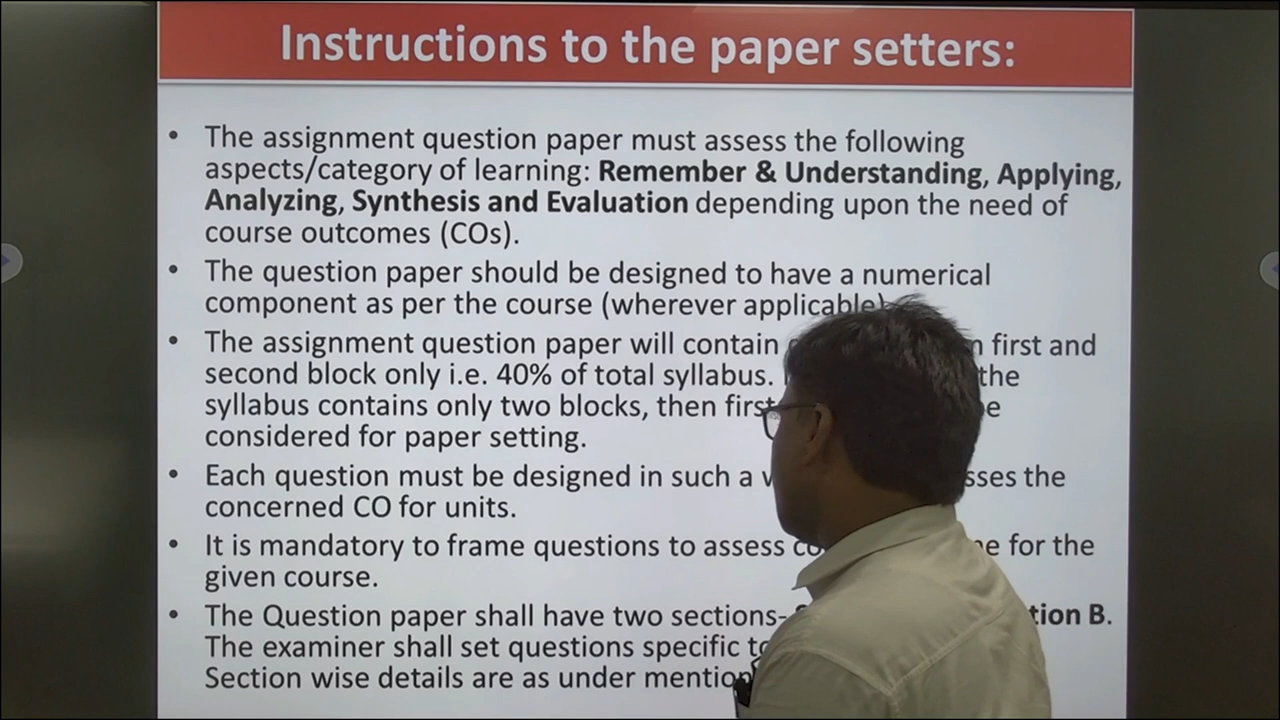 Instructions to the paper setters:
• The assignment question paper must assess the following
aspects/category of learning: Remember & Understanding, Applying,
Analyzing, Synthesis and Evaluation depending upon the need of
course outcomes (COs).
• The question paper should be designed to have a numerical
component as per the course (wherever applicable)
• The assignment question paper will contain first and
second block only i.e. 40% of total syllabus. the
syllabus contains only two blocks, then first
considered for paper setting.
• Each question must be designed in such a the
concerned CO for units.
• It is mandatory to frame questions to assess for the
given course.
• The Question paper shall have two sections- B.
The examiner shall set questions specific
Section wise details are as under